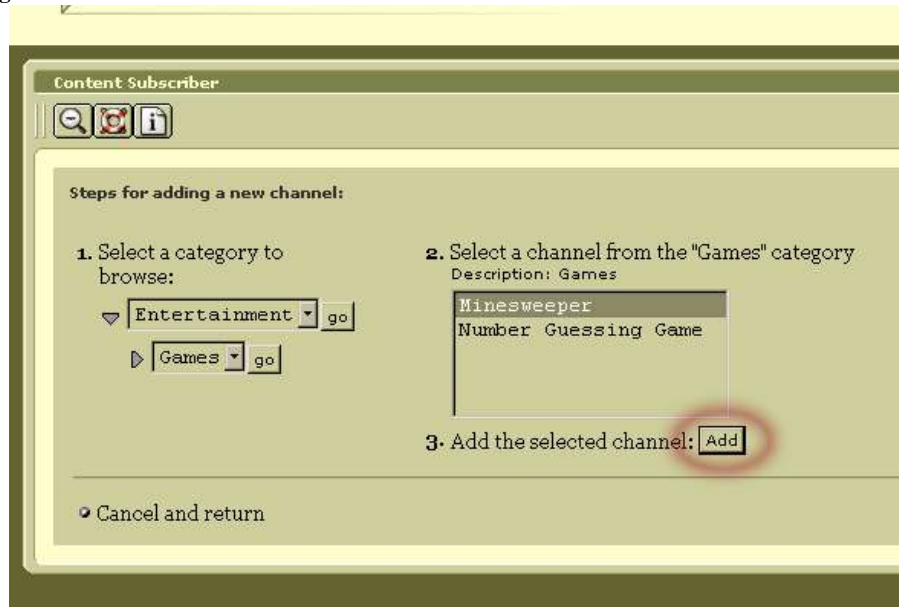 Content Subscriber
Steps for adding a new channel:
1. Select a category to
browse:
Entertainment go
Games go
2. Select a channel from the "Games" category
Description: Games
Minesweeper
Number Guessing Game
3. Add the selected channel: Add
Cancel and return